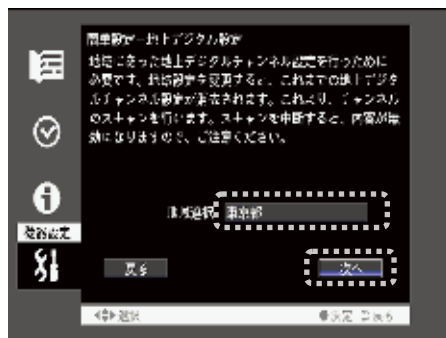 簡単設定－地上デジタル設定
地域に合った地上デジタルチャンネル設定を行うために
必要です。地域設定を変更すると、これまでの地上デジタ
ルチャンネル設定が消去されます。これより、チャンネル
のスキャンを行います。スキャンを中断すると、内容が無
効になりますので、ご注意ください。
地域選択
東京都
機器設定
戻る
次へ
選択
決定 戻る